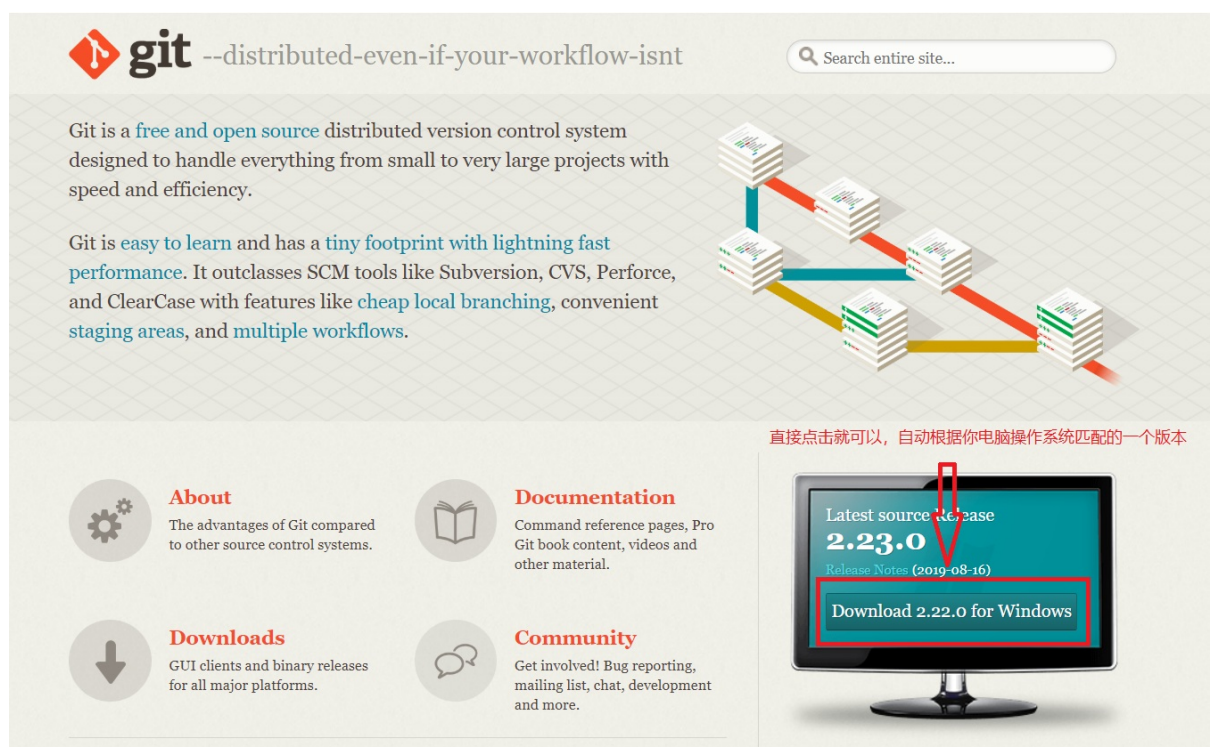 git --distributed-even-if-your-workflow-isnt
Search entire site...
Git is a free and open source distributed version control system
designed to handle everything from small to very large projects with
speed and efficiency.
Git is easy to learn and has a tiny footprint with lightning fast
performance. It outclasses SCM tools like Subversion, CVS, Perforce,
and ClearCase with features like cheap local branching, convenient
staging areas, and multiple workflows.
直接点击就可以，自动根据你电脑操作系统匹配的一个版本
About
The advantages of Git compared
to other source control systems.
Documentation
Command reference pages, Pro
Git book content, videos and
other material.
Downloads
GUI clients and binary releases
for all major platforms.
Community
Get involved! Bug reporting,
mailing list, chat, development
and more.
Latest source Release
2.23.0
Release Notes (2019-08-16)
Download 2.22.0 for Windows